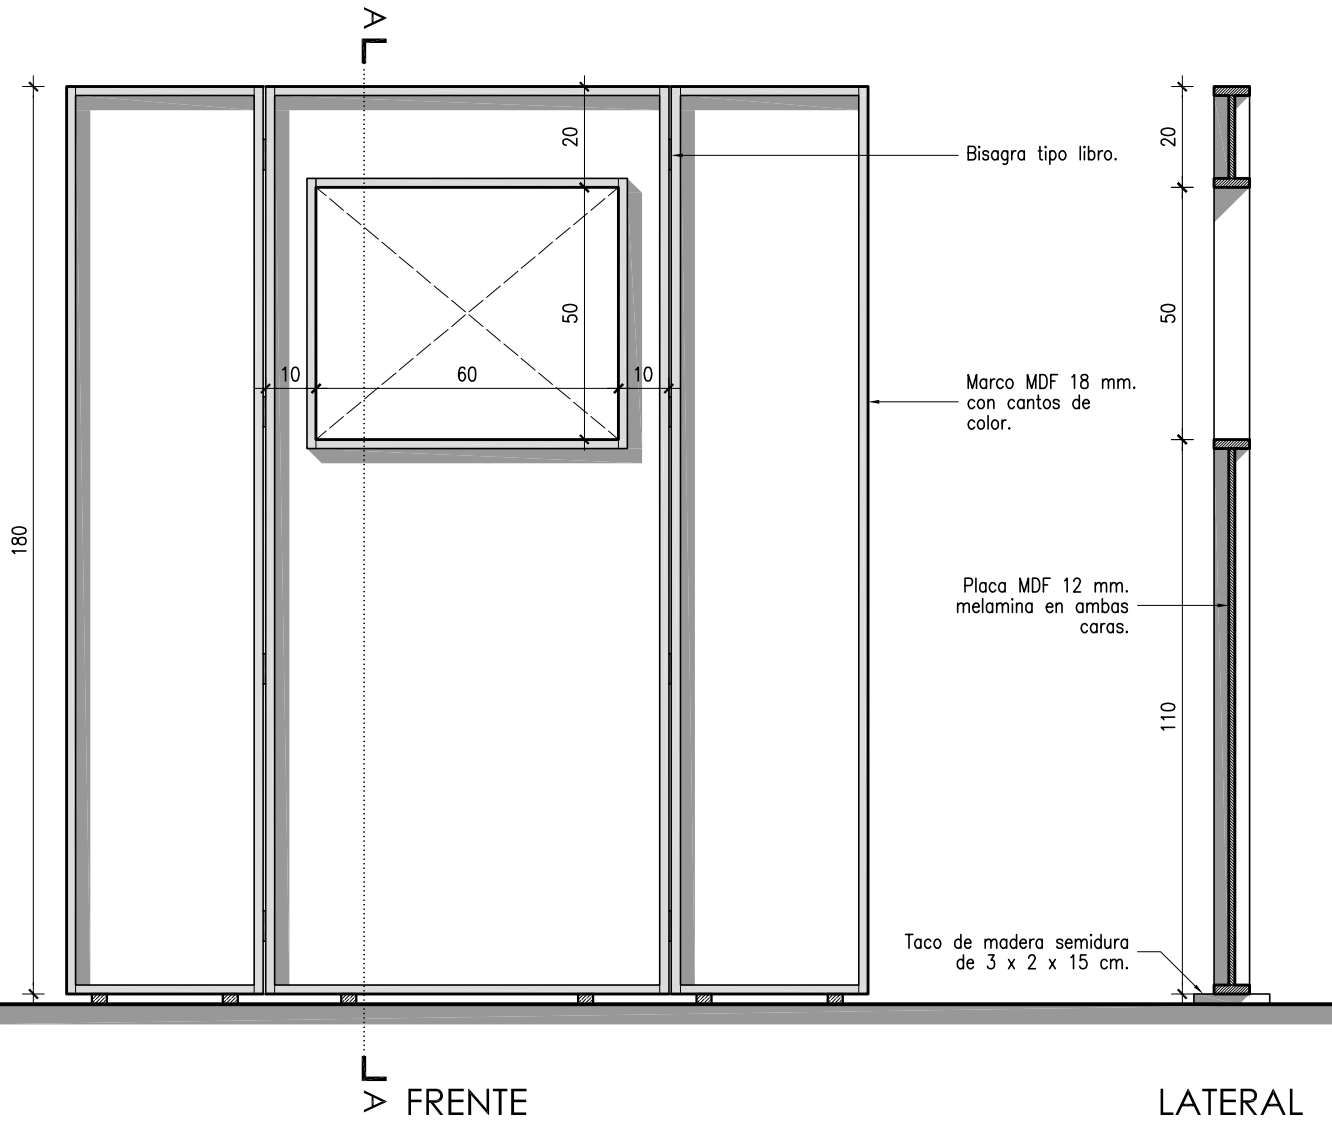 A
20
20
Bisagra tipo libro.
50
50
10
60
10
Marco MDF 18 mm.
con cantos de
color.
180
Placa MDF 12 mm.
melamina en ambas
caras.
110
Taco de madera semidura
de 3 x 2 x 15 cm.
A
FRENTE
LATERAL